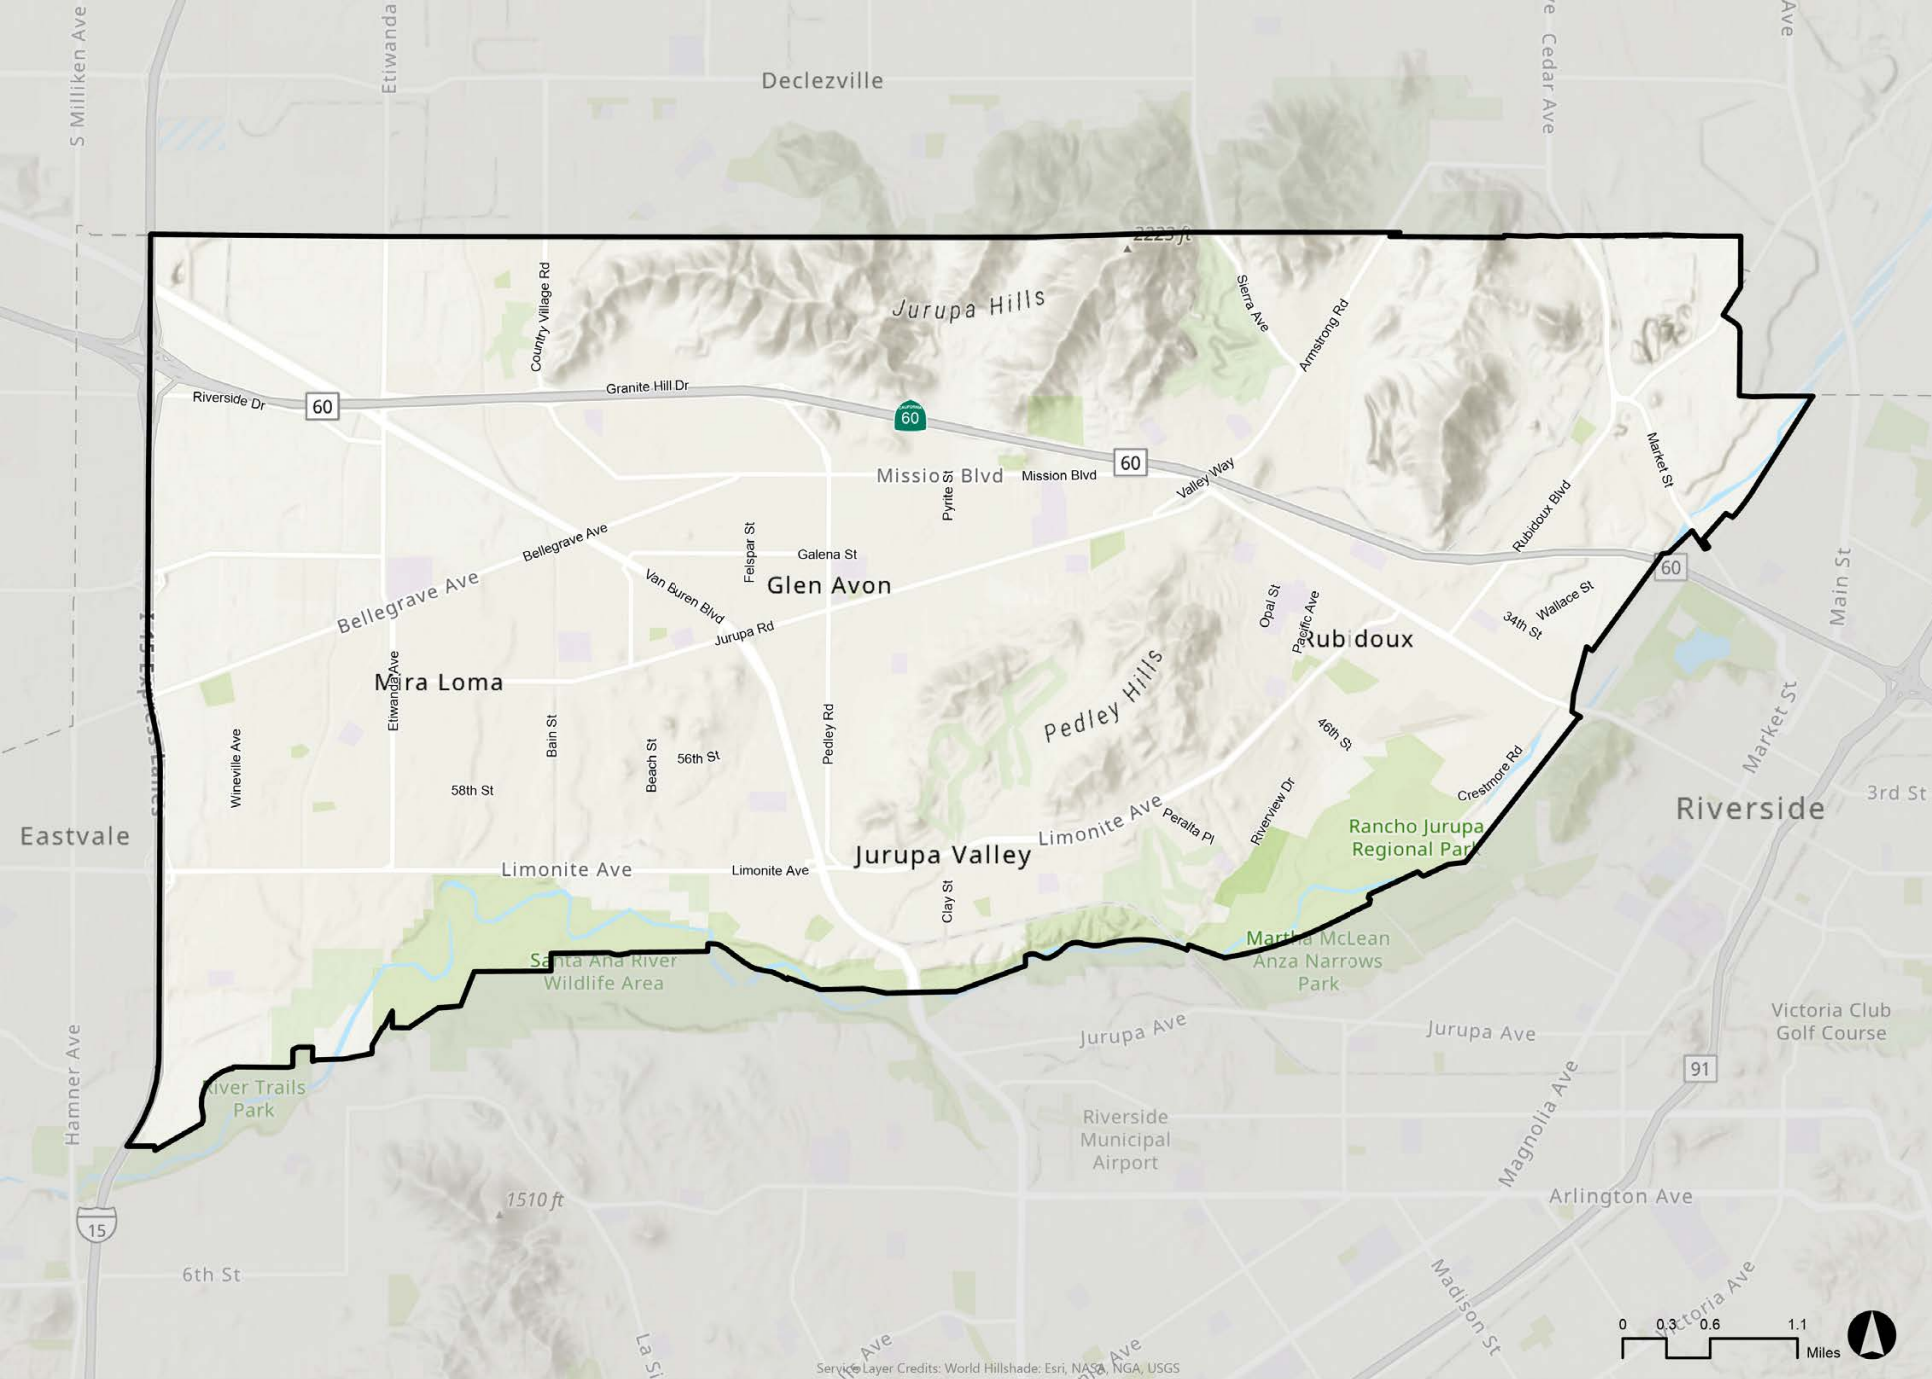 S Milliken Ave
Etiwanda
Declezville
Cedar Ave
Ave
2223 ft
Jurupa Hills
Country Village Rd
Sierra Ave
Armstrong Rd
Granite Hill Dr
Riverside Dr
60
60
60
Mission Blvd
Mission Blvd
Pyrite St
Valley Way
Market St
Rubidoux Blvd
Bellegrave Ave
Felspar St
Galena St
Glen Avon
Van Buren Blvd
Bellegrave Ave
Jurupa Rd
60
Main St
Opal St
Pacific Ave
Wallace St
34th St
Rubidoux
I-15 Express Lanes
Mira Loma
Etiwanda Ave
Pedley Hills
Bain St
Pedley Rd
46th St
Market St
Wineville Ave
Beach St
56th St
58th St
Crestmore Rd
3rd St
Riverside
Eastvale
Limonite Ave
Peralta Pl
Riverview Dr
Rancho Jurupa
Regional Park
Jurupa Valley
Limonite Ave
Limonite Ave
Clay St
Martha McLean
Anza Narrows
Park
Santa Ana River
Wildlife Area
Victoria Club
Golf Course
Jurupa Ave
Jurupa Ave
Hamner Ave
River Trails
Park
91
Riverside
Municipal
Airport
Magnolia Ave
Arlington Ave
1510 ft
15
6th St
Madison St
Victoria Ave
La Si
Ave
Ave
0 0.3 0.6 1.1
Miles
Service Layer Credits: World Hillshade: Esri, NASA, NGA, USGS